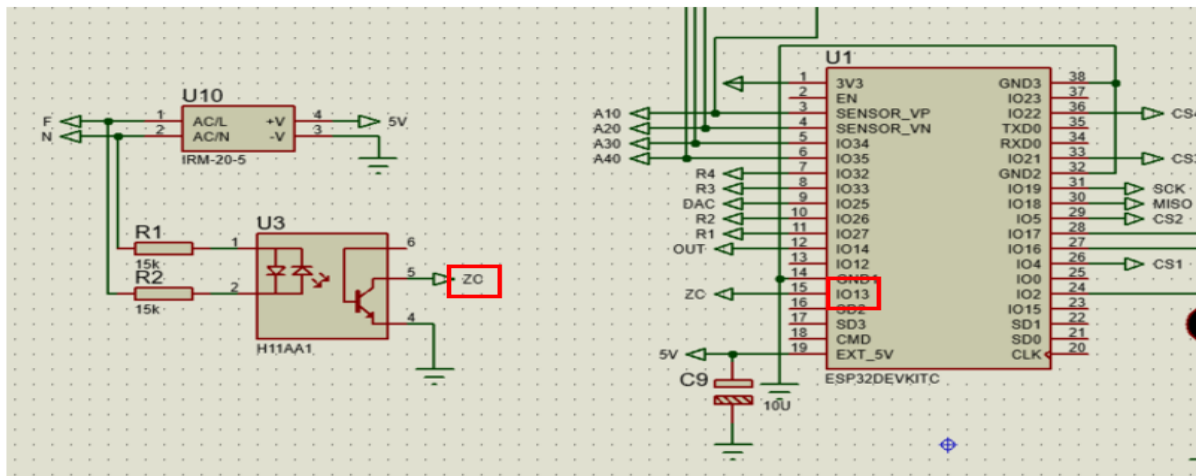 U10
F
N
1
2
AC/L
AC/N
+V
-V
4
3
5V
IRM-20-5
R1
15k
R2
15k
U3
1
2
6
5
4
ZC
H11AA1
U1
A10
A20
A30
A40
R4
R3
DAC
R2
R1
OUT
ZC
5V
1 3V3
2 EN
3 SENSOR_VP
4 SENSOR_VN
5 IO34
6 IO35
7 IO32
8 IO33
9 IO25
10 IO26
11 IO27
12 IO14
13 IO12
14 GND1
15 IO13
16 SD2
17 SD3
18 CMD
19 EXT_5V
GND3 38
IO23 37
IO22 36
TXD0 35
RXD0 34
IO21 33
GND2 32
IO19 31 SCK
IO18 30 MISO
IO5 29 CS2
IO17 28
IO16 27
IO4 26 CS1
IO0 25
IO2 24
IO15 23
SD1 22
SD0 21
CLK 20
ESP32DEVKITC
C9
10U